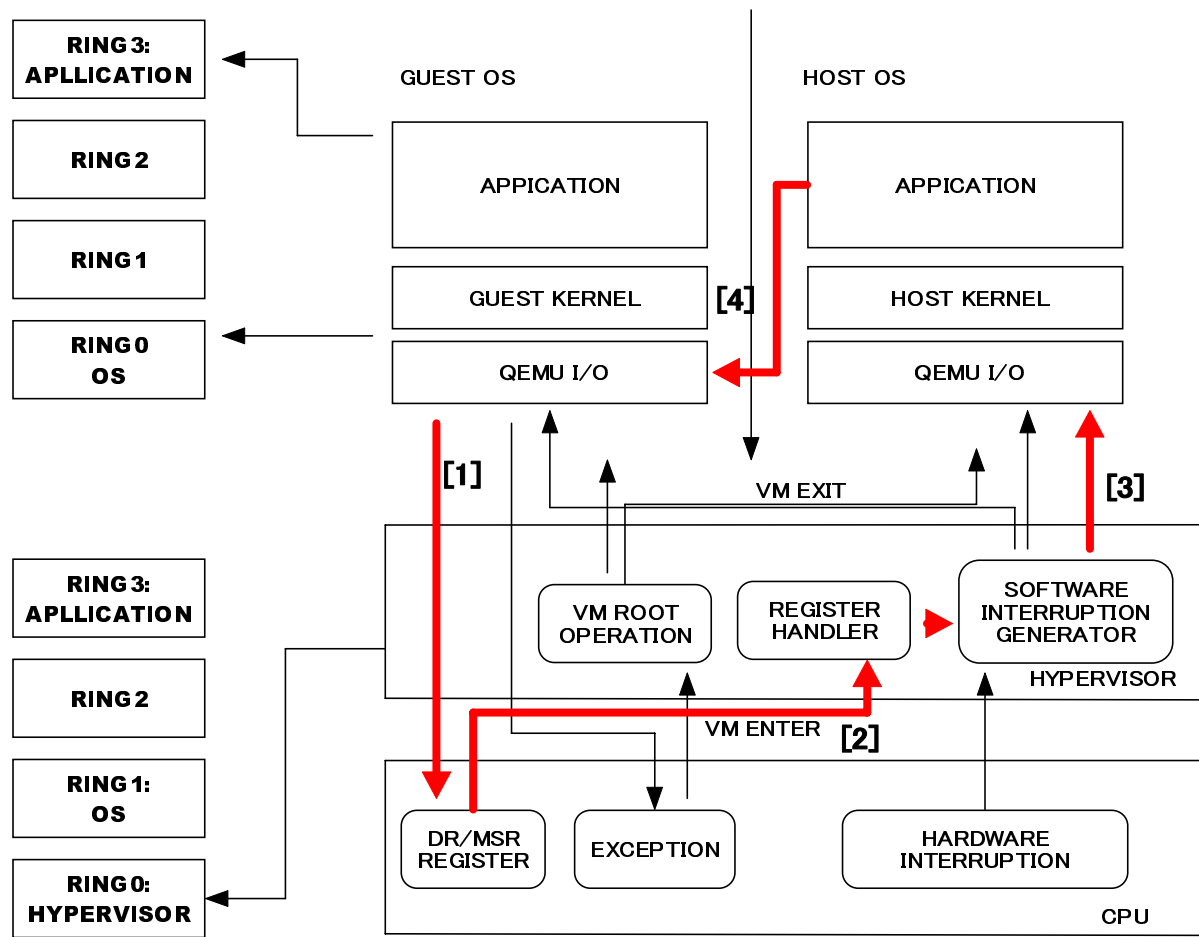 RING3:
APLLICATION
RING2
RING1
RING0
OS
GUEST OS
HOST OS
APPICATION
APPICATION
GUEST KERNEL
[4]
HOST KERNEL
QEMU I/O
QEMU I/O
[1]
VM EXIT
[3]
RING3:
APLLICATION
RING2
RING1:
OS
RING0:
HYPERVISOR
VM ROOT
OPERATION
REGISTER
HANDLER
SOFTWARE
INTERRUPTION
GENERATOR
HYPERVISOR
VM ENTER
[2]
DR/MSR
REGISTER
EXCEPTION
HARDWARE
INTERRUPTION
CPU